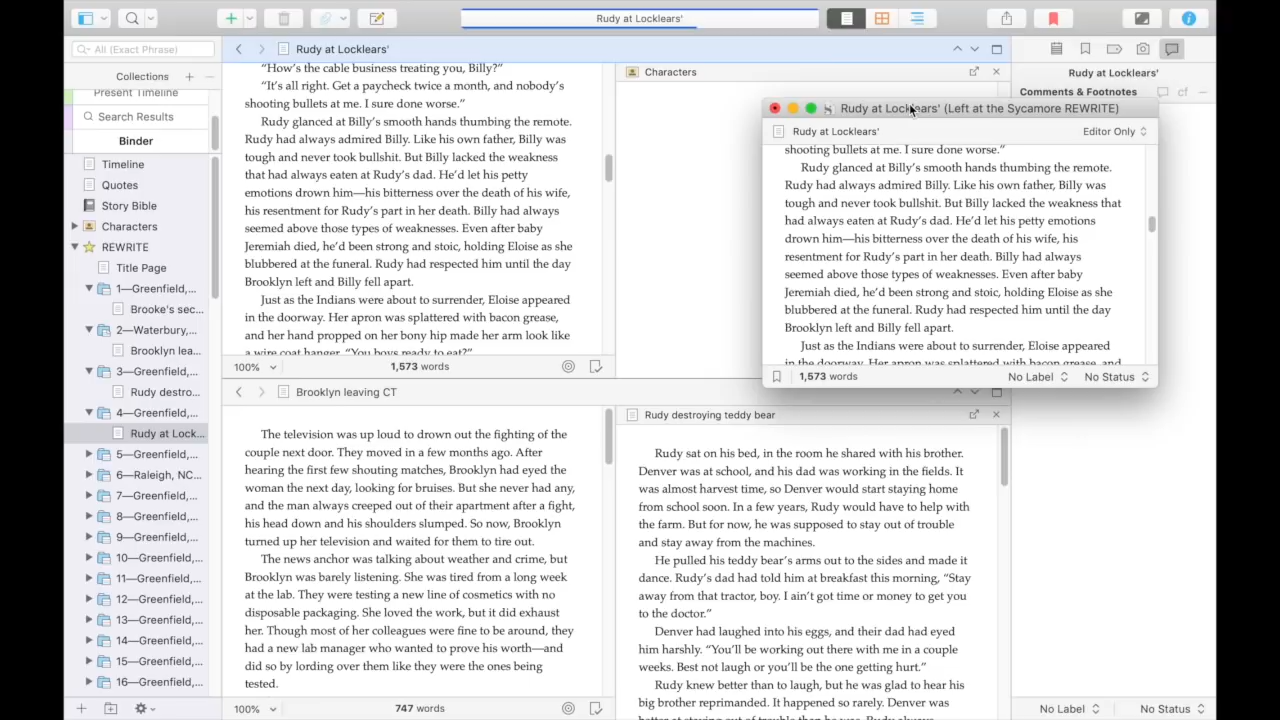 Rudy at Locklears'
All (Exact Phrase)
Collections
Present Timeline
Search Results
Binder
Timeline
Quotes
Story Bible
Characters
REWRITE
Title Page
1—Greenfield,...
Brooke's sec...
2—Waterbury,...
Brooklyn lea...
3—Greenfield,...
Rudy destro...
4—Greenfield,...
Rudy at Lock...
5—Greenfield,...
6—Raleigh, NC...
7—Greenfield,...
8—Greenfield,...
9—Greenfield,...
10—Greenfield,...
11—Greenfield,...
12—Greenfield,...
13—Greenfield,...
14—Greenfield,...
15—Greenfield,...
16—Greenfield,...
Rudy at Locklears'
“How’s the cable business treating you, Billy?”
“It’s all right. Get a paycheck twice a month, and nobody’s
shooting bullets at me. I sure done worse.”
Rudy glanced at Billy’s smooth hands thumbing the remote.
Rudy had always admired Billy. Like his own father, Billy was
tough and never took bullshit. But Billy lacked the weakness
that had always eaten at Rudy’s dad. He’d let his petty
emotions drown him—his bitterness over the death of his wife,
his resentment for Rudy’s part in her death. Billy had always
seemed above those types of weaknesses. Even after baby
Jeremiah died, he’d been strong and stoic, holding Eloise as she
blubbered at the funeral. Rudy had respected him until the day
Brooklyn left and Billy fell apart.
Just as the Indians were about to surrender, Eloise appeared
in the doorway. Her apron was splattered with bacon grease,
and her hand propped on her bony hip made her arm look like
a wire coat hanger. “You boys ready to eat?”
100%
1,573 words
Characters
Rudy at Locklears' (Left at the Sycamore REWRITE)
Rudy at Locklears'
Editor Only
shooting bullets at me. I sure done worse.”
Rudy glanced at Billy’s smooth hands thumbing the remote.
Rudy had always admired Billy. Like his own father, Billy was
tough and never took bullshit. But Billy lacked the weakness that
had always eaten at Rudy’s dad. He’d let his petty emotions
drown him—his bitterness over the death of his wife, his
resentment for Rudy’s part in her death. Billy had always
seemed above those types of weaknesses. Even after baby
Jeremiah died, he’d been strong and stoic, holding Eloise as she
blubbered at the funeral. Rudy had respected him until the day
Brooklyn left and Billy fell apart.
Just as the Indians were about to surrender, Eloise appeared
in the doorway. Her apron was splattered with bacon grease, and
1,573 words
No Label
No Status
Rudy at Locklears'
Comments & Footnotes
cf
Brooklyn leaving CT
The television was up loud to drown out the fighting of the
couple next door. They moved in a few months ago. After
hearing the first few shouting matches, Brooklyn had eyed the
woman the next day, looking for bruises. But she never had any,
and the man always creeped out of their apartment after a fight,
his head down and his shoulders slumped. So now, Brooklyn
turned up her television and waited for them to tire out.
The news anchor was talking about weather and crime, but
Brooklyn was barely listening. She was tired from a long week
at the lab. They were testing a new line of cosmetics with no
disposable packaging. She loved the work, but it did exhaust
her. Though most of her colleagues were fine to be around, they
had a new lab manager who wanted to prove his worth—and
did so by lording over them like they were the ones being
tested.
100%
747 words
Rudy destroying teddy bear
Rudy sat on his bed, in the room he shared with his brother.
Denver was at school, and his dad was working in the fields. It
was almost harvest time, so Denver would start staying home
from school soon. In a few years, Rudy would have to help with
the farm. But for now, he was supposed to stay out of trouble
and stay away from the machines.
He pulled his teddy bear’s arms out to the sides and made it
dance. Rudy’s dad had told him at breakfast this morning, “Stay
away from that tractor, boy. I ain’t got time or money to get you
to the doctor.”
Denver had laughed into his eggs, and their dad had eyed
him harshly. “You’ll be working out there with me in a couple
weeks. Best not laugh or you’ll be the one getting hurt.”
Rudy knew better than to laugh, but he was glad to hear his
big brother reprimanded. It happened so rarely. Denver was
No Label
No Status